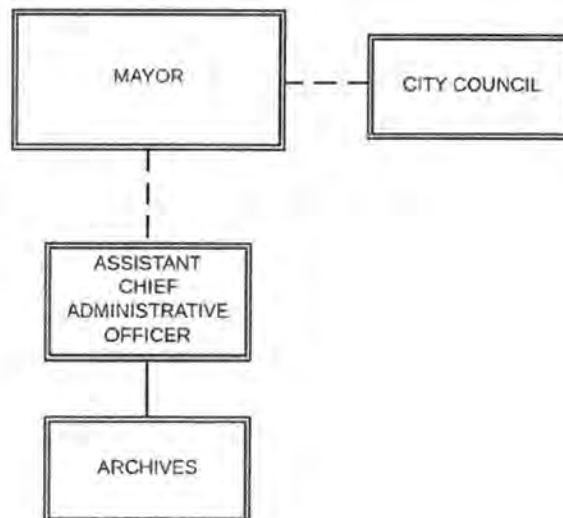 MAYOR
CITY COUNCIL
ASSISTANT
CHIEF
ADMINISTRATIVE
OFFICER
ARCHIVES